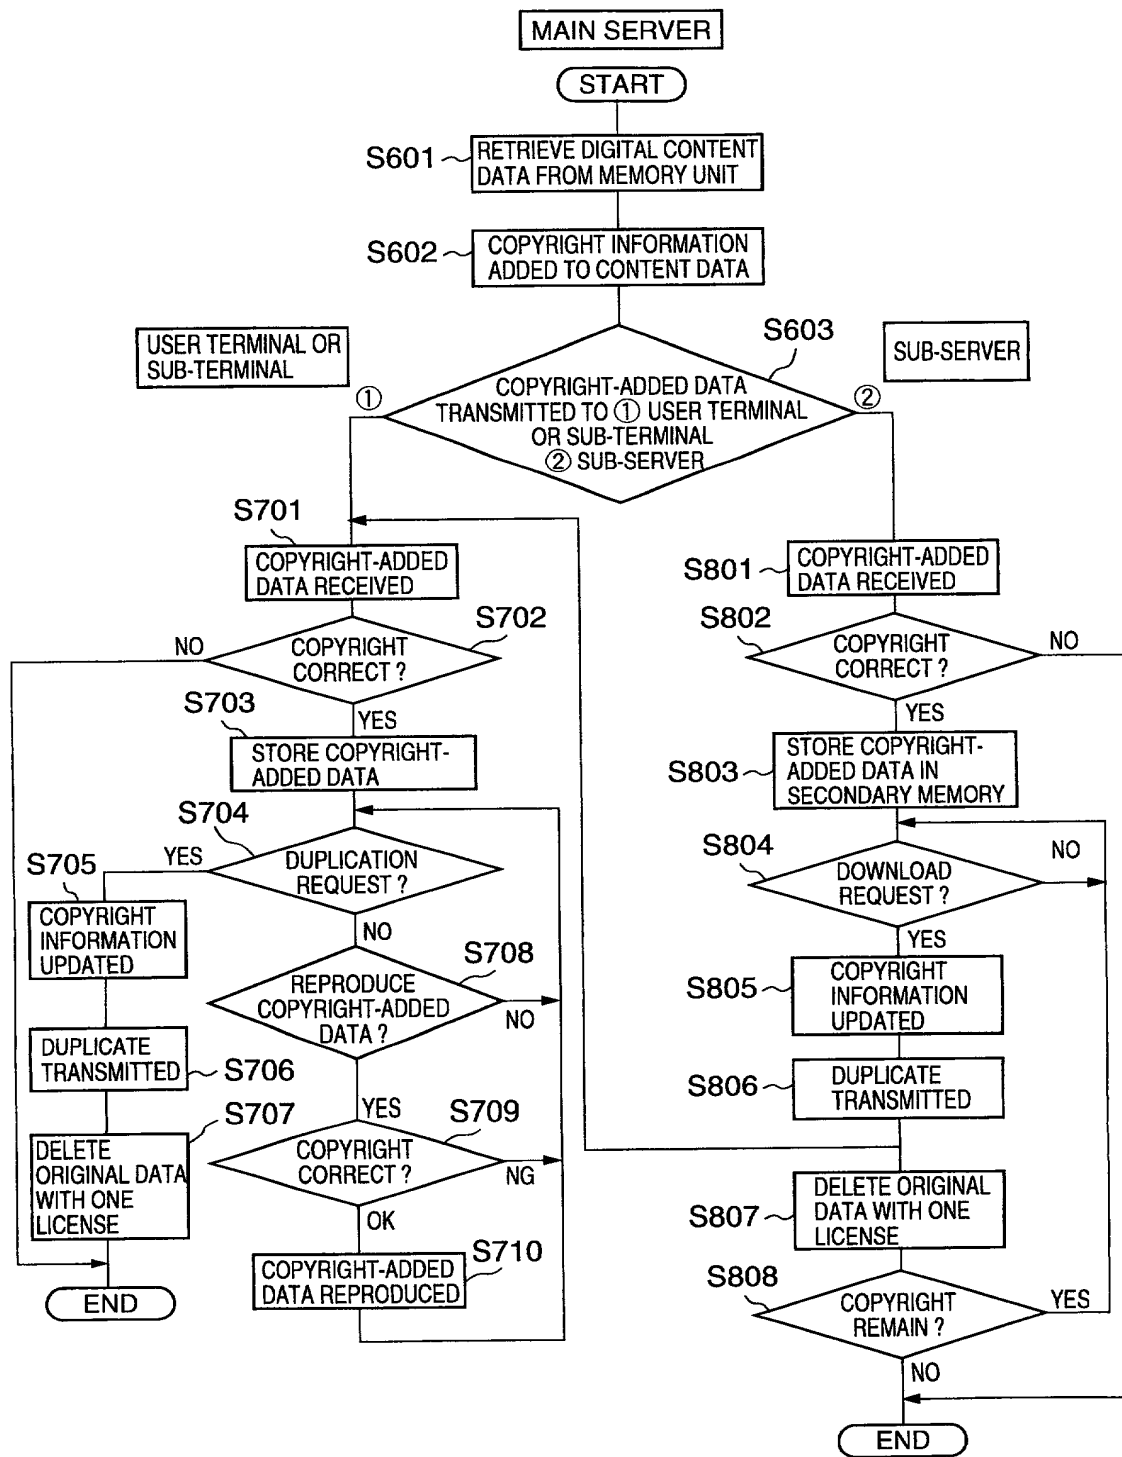 MAIN SERVER
START
S601
RETRIEVE DIGITAL CONTENT
DATA FROM MEMORY UNIT
S602
COPYRIGHT INFORMATION
ADDED TO CONTENT DATA
S603
USER TERMINAL OR
SUB-TERMINAL
SUB-SERVER
①
②
COPYRIGHT-ADDED DATA
TRANSMITTED TO ① USER TERMINAL
OR SUB-TERMINAL
② SUB-SERVER
S701
COPYRIGHT-ADDED
DATA RECEIVED
S702
NO
COPYRIGHT
CORRECT ?
YES
S703
STORE COPYRIGHT-
ADDED DATA
S704
YES
DUPLICATION
REQUEST ?
NO
S705
COPYRIGHT
INFORMATION
UPDATED
DUPLICATE
TRANSMITTED
S706
S707
DELETE
ORIGINAL DATA
WITH ONE
LICENSE
S708
REPRODUCE
COPYRIGHT-ADDED
DATA ?
NO
YES
S709
COPYRIGHT
CORRECT ?
NG
OK
S710
COPYRIGHT-ADDED
DATA REPRODUCED
END
S801
COPYRIGHT-ADDED
DATA RECEIVED
S802
COPYRIGHT
CORRECT ?
NO
YES
S803
STORE COPYRIGHT-
ADDED DATA IN
SECONDARY MEMORY
S804
DOWNLOAD
REQUEST ?
NO
YES
S805
COPYRIGHT
INFORMATION
UPDATED
S806
DUPLICATE
TRANSMITTED
S807
DELETE ORIGINAL
DATA WITH ONE
LICENSE
S808
COPYRIGHT
REMAIN ?
YES
NO
END